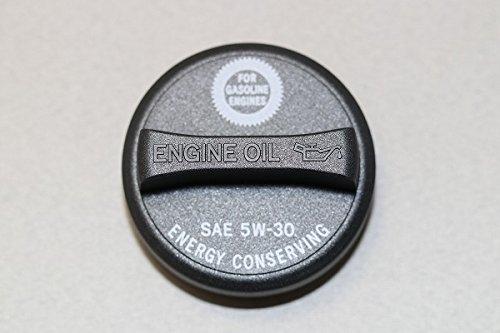 FOR
GASOLINE
ENGINES
ENGINE OIL
SAE 5W-30
ENERGY CONSERVING